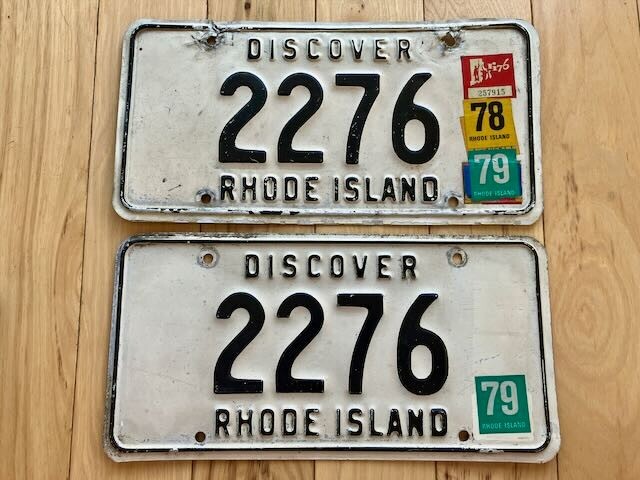 DISCOVER
2276
RHODE ISLAND
76
257915
78
RHODE ISLAND
79
RHODE ISLAND
DISCOVER
2276
RHODE ISLAND
79
RHODE ISLAND